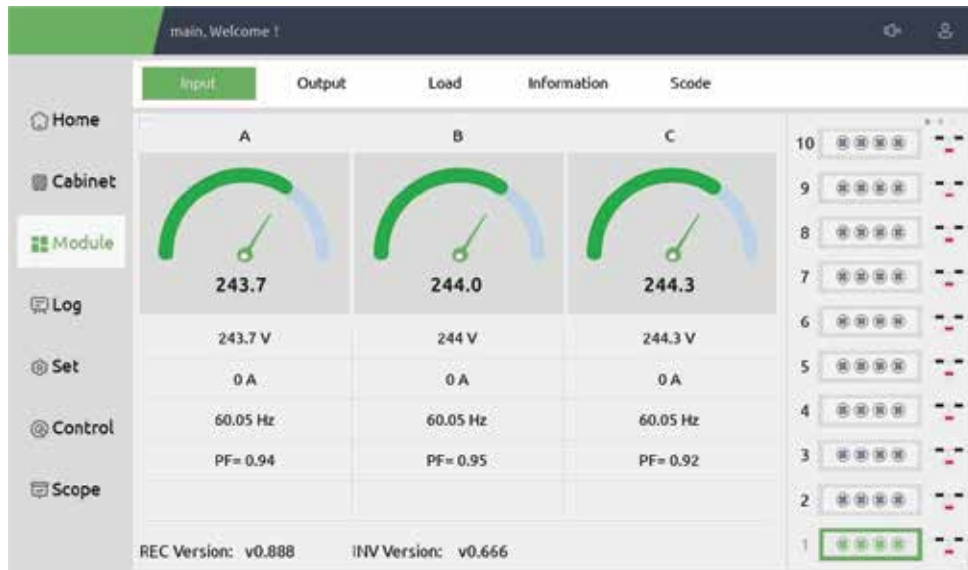 main, Welcome !
Input Output Load Information Scode
Home
Cabinet
Module
Log
Set
Control
Scope
A B C
243.7 244.0 244.3
243.7 V 244 V 244.3 V
0 A 0 A 0 A
60.05 Hz 60.05 Hz 60.05 Hz
PF= 0.94 PF= 0.95 PF= 0.92
REC Version: v0.888 INV Version: v0.666
10
9
8
7
6
5
4
3
2
1